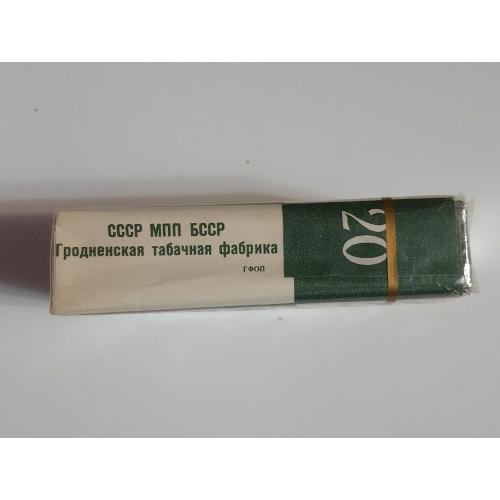 СССР МПП БССР
Гродненская табачная фабрика
ГФОП
20